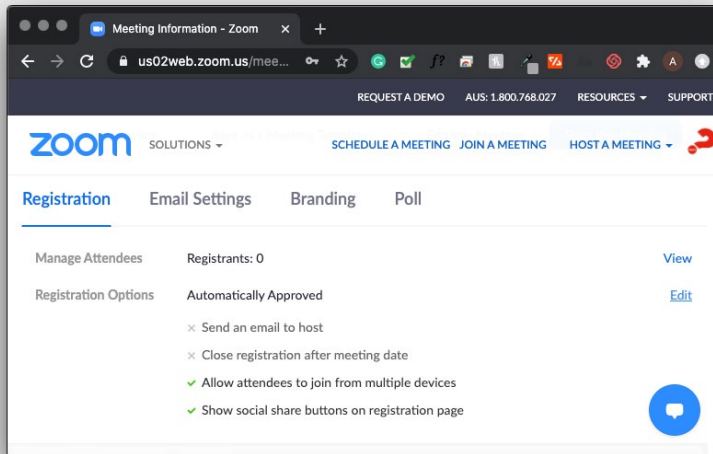 Meeting Information - Zoom
us02web.zoom.us/mee...
REQUEST A DEMO AUS: 1.800.768.027 RESOURCES SUPPORT
zoom SOLUTIONS SCHEDULE A MEETING JOIN A MEETING HOST A MEETING
Registration Email Settings Branding Poll
Manage Attendees Registrants: 0 View
Registration Options Automatically Approved Edit
Send an email to host
Close registration after meeting date
Allow attendees to join from multiple devices
Show social share buttons on registration page